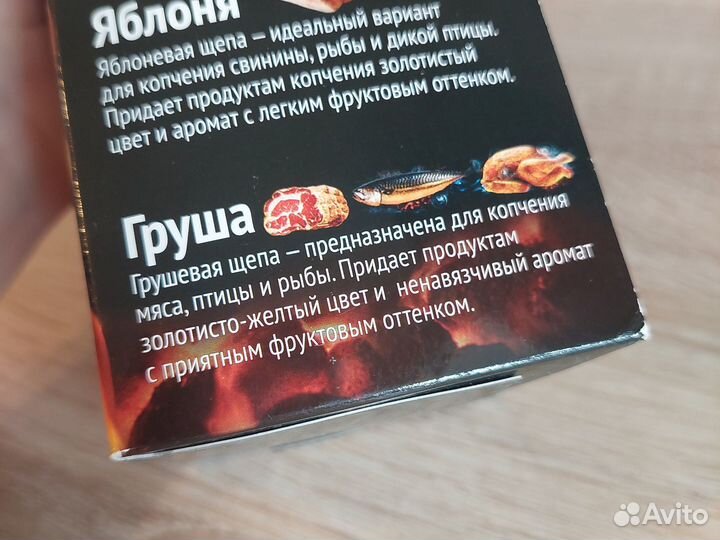 Яблоня
Яблоневая щепа – идеальный вариант
для копчения свинины, рыбы и дикой птицы.
Придает продуктам копчения золотистый
цвет и аромат с легким фруктовым оттенком.
Груша
Грушевая щепа – предназначена для копчения
мяса, птицы и рыбы. Придает продуктам
золотисто-желтый цвет и ненавязчивый аромат
с приятным фруктовым оттенком.
Avito